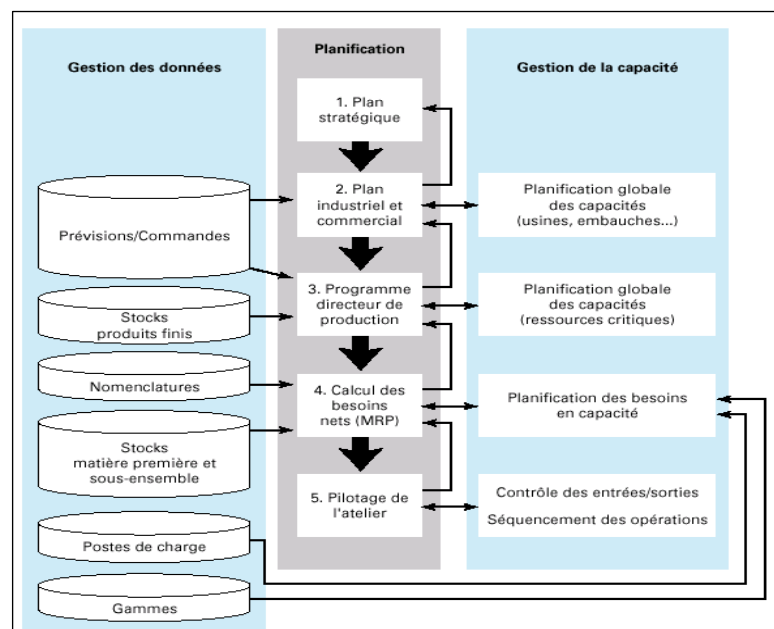 Gestion des données
Prévisions/Commandes
Stocks
produits finis
Nomenclatures
Stocks
matière première et
sous-ensemble
Postes de charge
Gammes
Planification
1. Plan
stratégique
2. Plan
industriel et
commercial
3. Programme
directeur de
production
4. Calcul des
besoins
nets (MRP)
5. Pilotage de
l'atelier
Gestion de la capacité
Planification globale
des capacités
(usines, embauches...)
Planification globale
des capacités
(ressources critiques)
Planification des besoins
en capacité
Contrôle des entrées/sorties
Séquencement des opérations